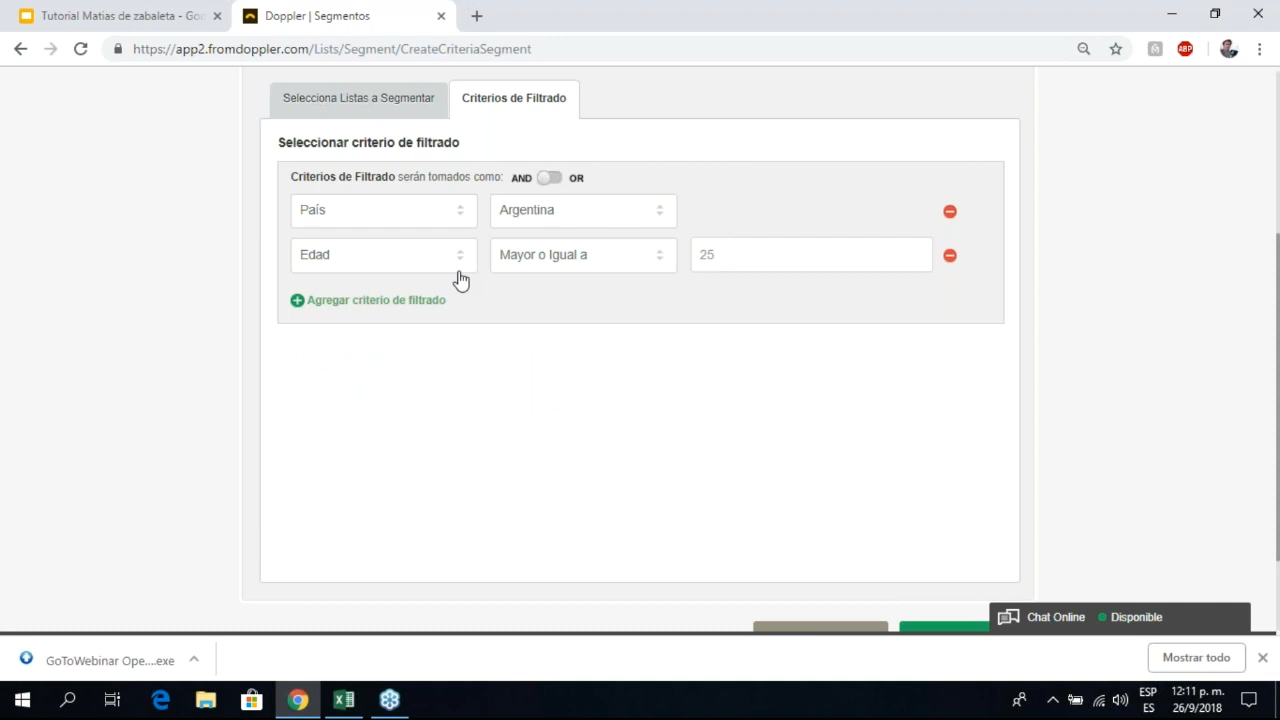 Tutorial Matias de zabaleta - Goo
Doppler | Segmentos
https://app2.fromdoppler.com/Lists/Segment/CreateCriteriaSegment
ABP
Selecciona Listas a Segmentar
Criterios de Filtrado
Seleccionar criterio de filtrado
Criterios de Filtrado serán tomados como: AND OR
País Argentina
Edad Mayor o Igual a 25
Agregar criterio de filtrado
Chat Online Disponible
GoToWebinar Ope....exe
Mostrar todo
ESP
ES
12:11 p. m.
26/9/2018